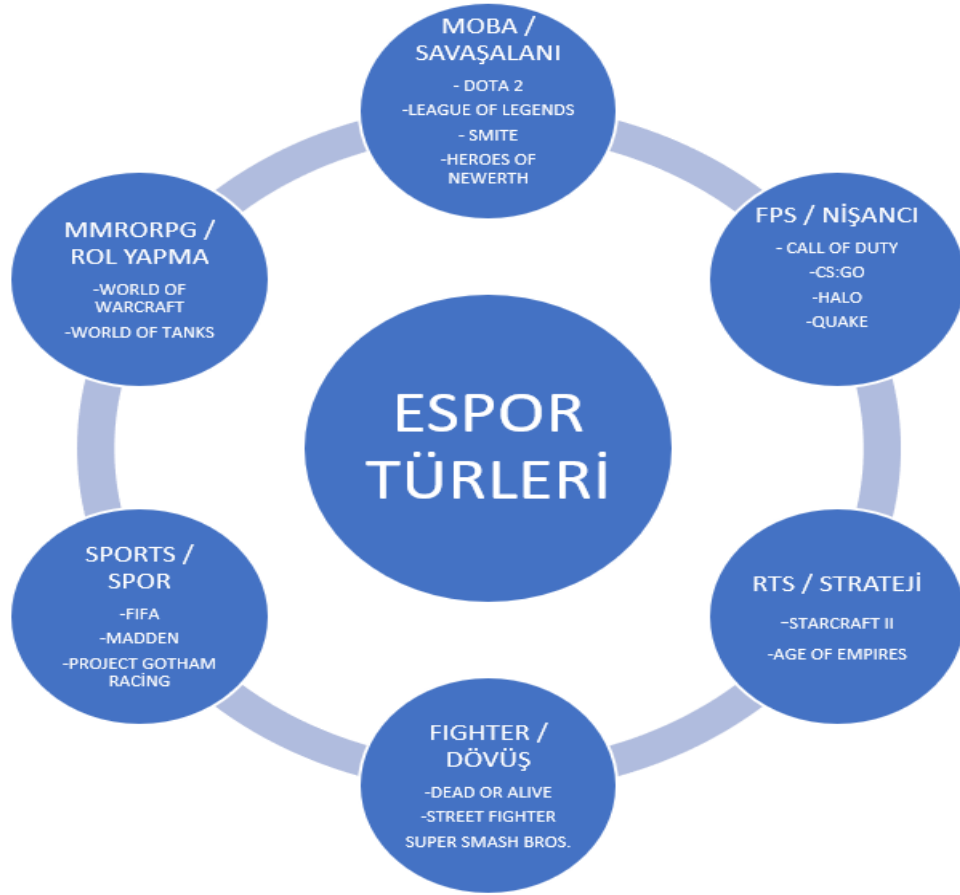 MOBA /
SAVAŞALANI
- DOTA 2
-LEAGUE OF LEGENDS
- SMITE
-HEROES OF
NEWERTH
FPS / NİŞANCI
- CALL OF DUTY
-CS:GO
-HALO
-QUAKE
RTS / STRATEJİ
-STARCRAFT II
-AGE OF EMPIRES
FIGHTER /
DÖVÜŞ
-DEAD OR ALIVE
-STREET FIGHTER
SUPER SMASH BROS.
SPORTS /
SPOR
-FIFA
-MADDEN
-PROJECT GOTHAM
RACİNG
MMRORPG /
ROL YAPMA
-WORLD OF
WARCRAFT
-WORLD OF TANKS
ESPOR
TÜRLERİ